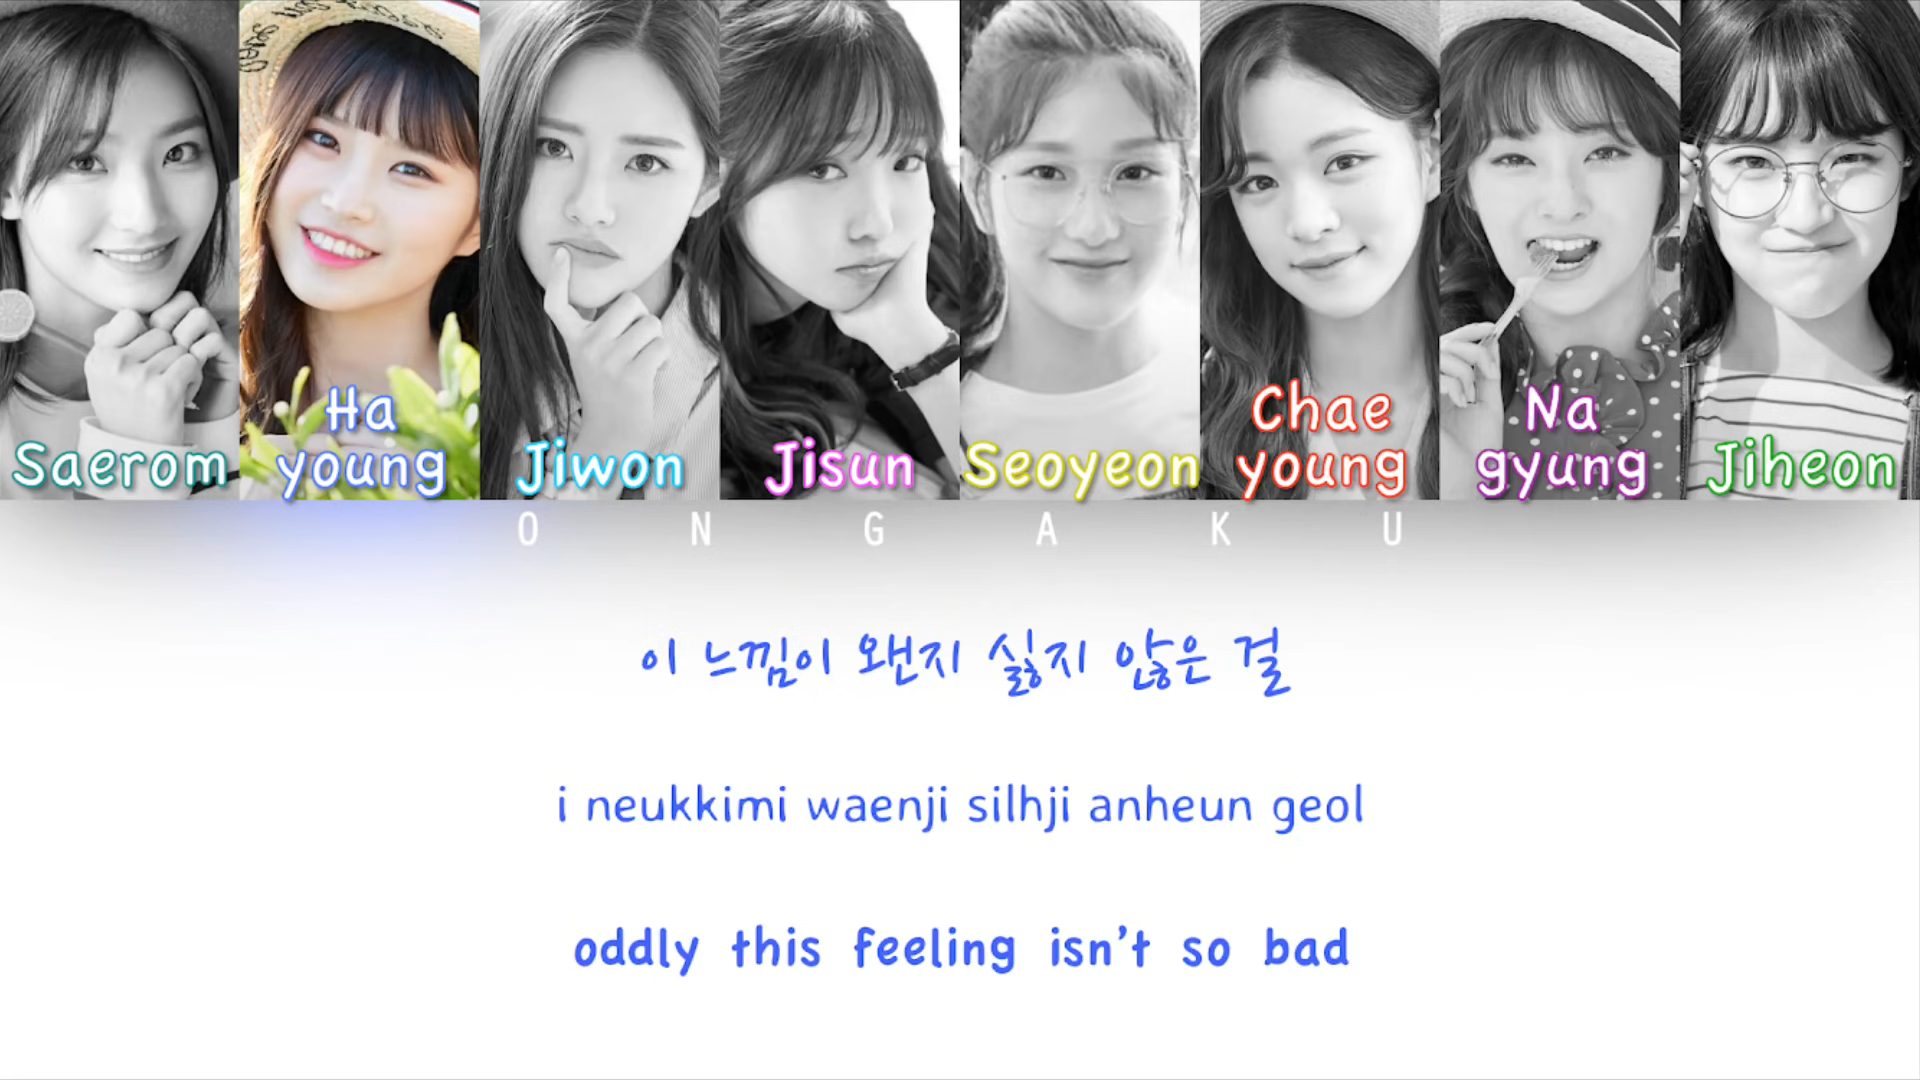 Saerom
Ha
young
Jiwon
Jisun
Seoyeon
Chae
young
Na
gyung
Jiheon
O N G A K U
이 느낌이 왠지 싫지 않은 걸
i neukkimi waenji silhji anheun geol
oddly this feeling isn't so bad